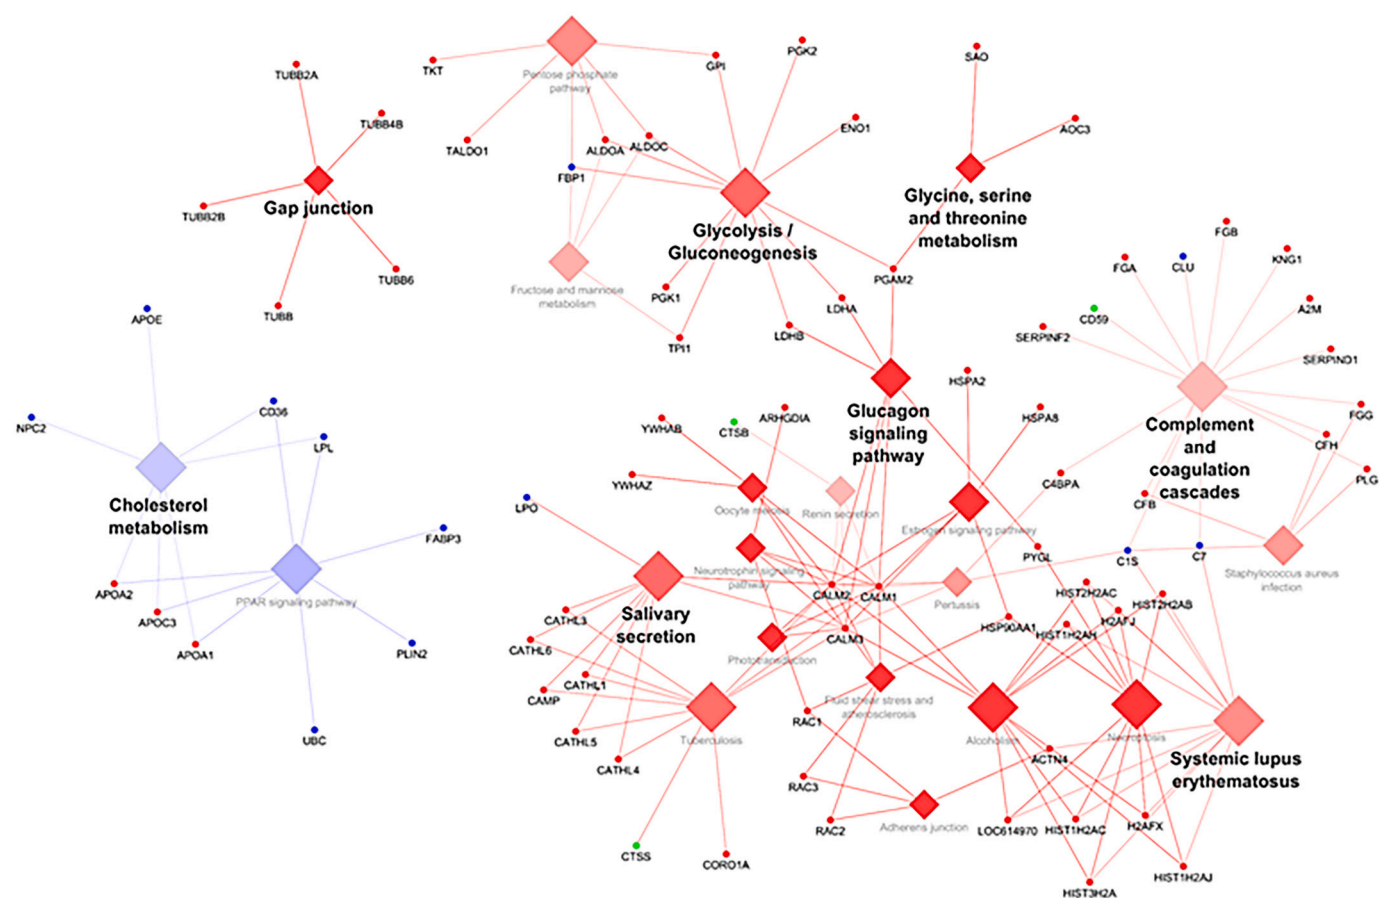 SAO
PGK2
GPI
TKT
TUBB2A
Pentose phosphate
pathway
TUBB4B
ENO1
AOC3
ALDOC
TALDO1
ALDOA
FBP1
Glycine, serine
and threonine
metabolism
Gap junction
TUBB2B
Glycolysis /
Gluconeogenesis
FGB
KNG1
FGA
CLU
TUBB6
PGAM2
Fructose and mannose
metabolism
PGK1
LDHA
A2M
TUBB
APOE
CD59
SERPINF2
LDHB
TPI1
SERPIND1
HSPA2
CD36
NPC2
ARHGDIA
HSPA8
FGG
Glucagon
signaling
pathway
YWHAB
CTSB
Complement
and
coagulation
cascades
LPL
CFH
PLG
C4BPA
YWHAZ
Cholesterol
metabolism
LPO
Oocyte meiosis
Renin secretion
CFB
Estrogen signaling pathway
FABP3
PYGL
C1S
C7
Staphylococcus aureus
infection
Neurotrophin signaling
pathway
APOA2
PPAR signaling pathway
CALM2
CALM1
Pertussis
HIST2H2AC
HIST2H2AB
APOC3
Salivary
secretion
CATHL3
CALM3
HSP90AA1
HIST1H2AH
H2AFJ
APOA1
PLIN2
CATHL6
Phototransduction
CATHL1
CAMP
Fluid shear stress and
atherosclerosis
RAC1
UBC
CATHL5
Tuberculosis
Alcoholism
Necroptosis
CATHL4
ACTN4
Systemic lupus
erythematosus
RAC3
RAC2
Adherens junction
LOC614970
HIST1H2AC
H2AFX
CTSS
CORO1A
HIST3H2A
HIST1H2AJ